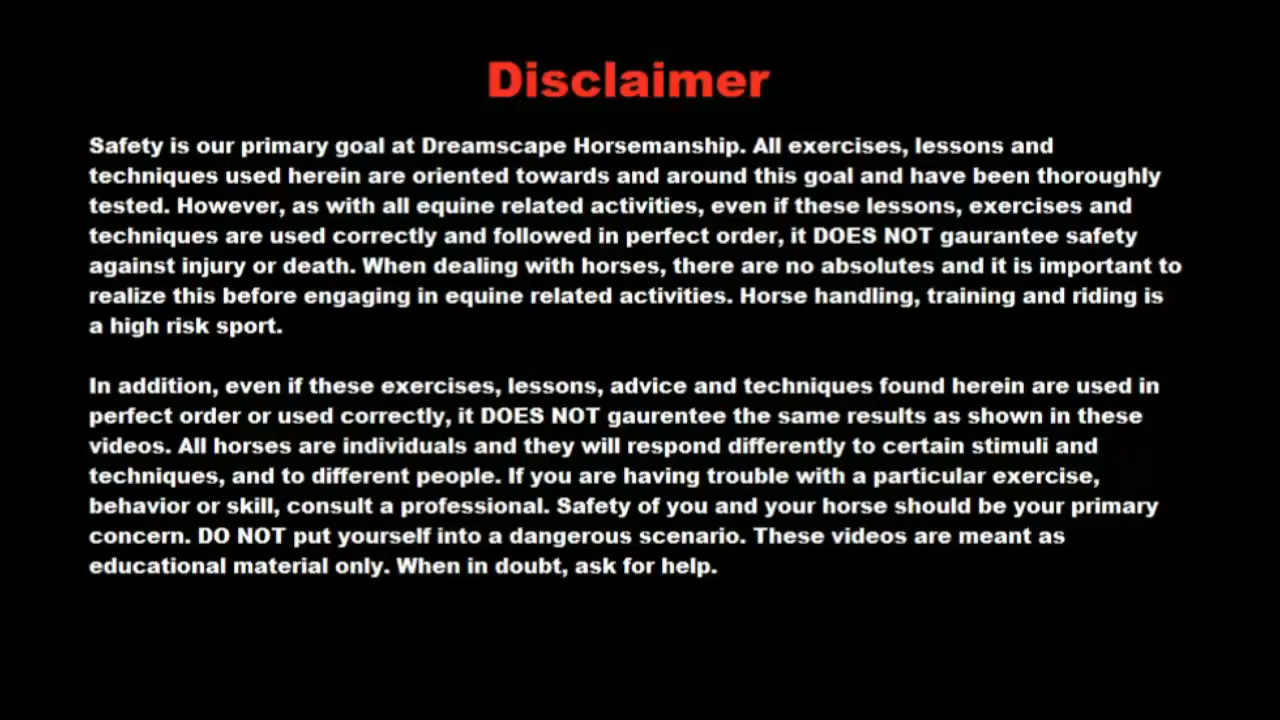 Disclaimer
Safety is our primary goal at Dreamscape Horsemanship. All exercises, lessons and
techniques used herein are oriented towards and around this goal and have been thoroughly
tested. However, as with all equine related activities, even if these lessons, exercises and
techniques are used correctly and followed in perfect order, it DOES NOT gaurantee safety
against injury or death. When dealing with horses, there are no absolutes and it is important to
realize this before engaging in equine related activities. Horse handling, training and riding is
a high risk sport.
In addition, even if these exercises, lessons, advice and techniques found herein are used in
perfect order or used correctly, it DOES NOT gaurentee the same results as shown in these
videos. All horses are individuals and they will respond differently to certain stimuli and
techniques, and to different people. If you are having trouble with a particular exercise,
behavior or skill, consult a professional. Safety of you and your horse should be your primary
concern. DO NOT put yourself into a dangerous scenario. These videos are meant as
educational material only. When in doubt, ask for help.